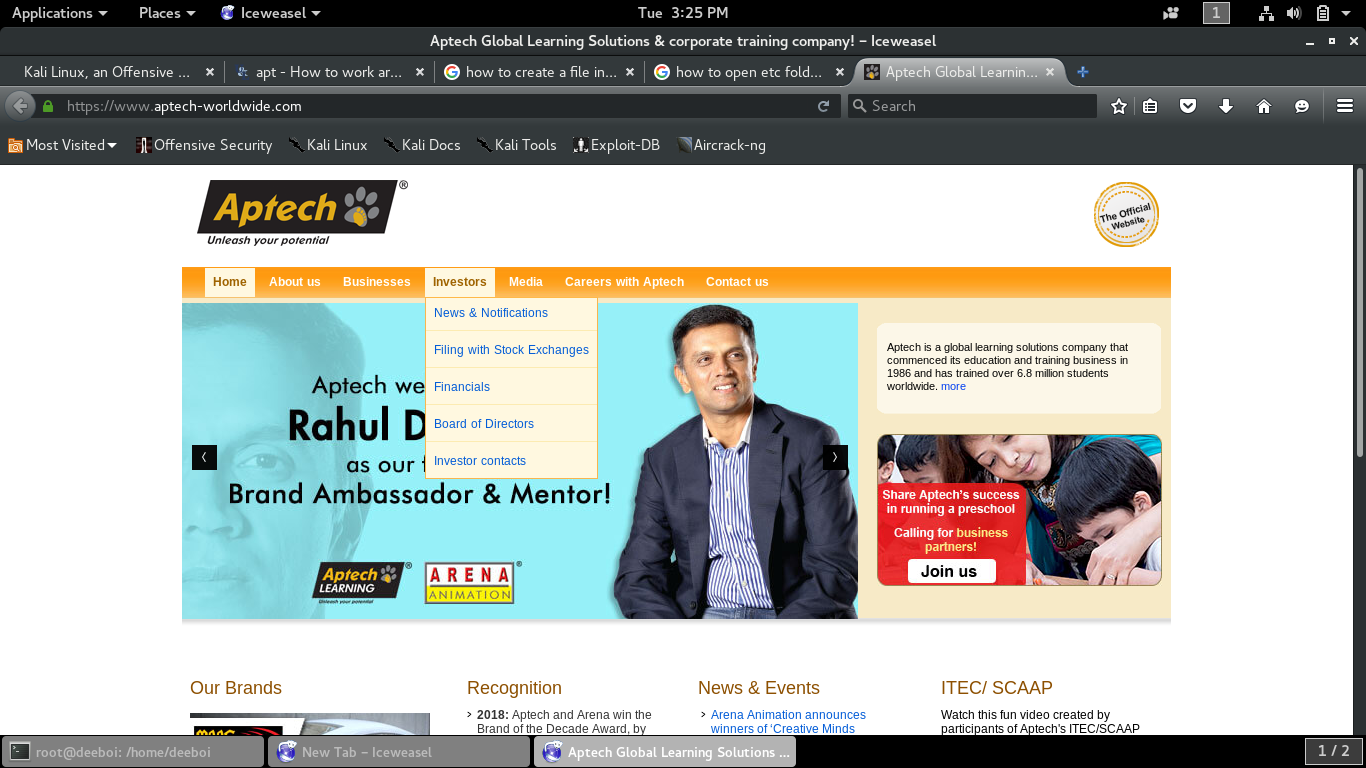 Applications Places Iceweasel Tue 3:25 PM 1
Aptech Global Learning Solutions & corporate training company! – Iceweasel
Kali Linux, an Offensive ... apt - How to work ar... how to create a file in... how to open etc fold... Aptech Global Learnin...
https://www.aptech-worldwide.com Search
Most Visited Offensive Security Kali Linux Kali Docs Kali Tools Exploit-DB Aircrack-ng
Aptech ®
Unleash your potential
The Official
Website
Home About us Businesses Investors Media Careers with Aptech Contact us
News & Notifications
Filing with Stock Exchanges
Financials
Board of Directors
Investor contacts
Aptech we
Rahul D
as our
Brand Ambassador & Mentor!
Aptech ®
LEARNING
Unleash your potential
ARENA ®
ANIMATION
Aptech is a global learning solutions company that
commenced its education and training business in
1986 and has trained over 6.8 million students
worldwide. more
Share Aptech's success
in running a preschool
Calling for business
partners!
Join us
Our Brands
MAAC
Recognition
2018: Aptech and Arena win the
Brand of the Decade Award, by
News & Events
Arena Animation announces
winners of ‘Creative Minds
ITEC/ SCAAP
Watch this fun video created by
participants of Aptech's ITEC/SCAAP
root@deeboi: /home/deeboi New Tab – Iceweasel Aptech Global Learning Solutions ... 1 / 2